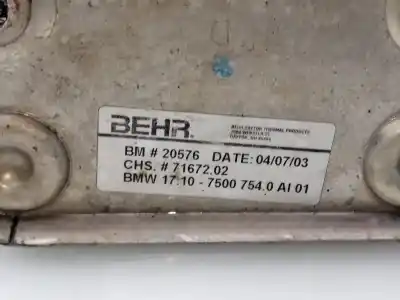 BEHR
BM # 20576 DATE: 04/07/03
CHS. # 71672.02
BMW 17.10 - 7500 754.0 AI 01